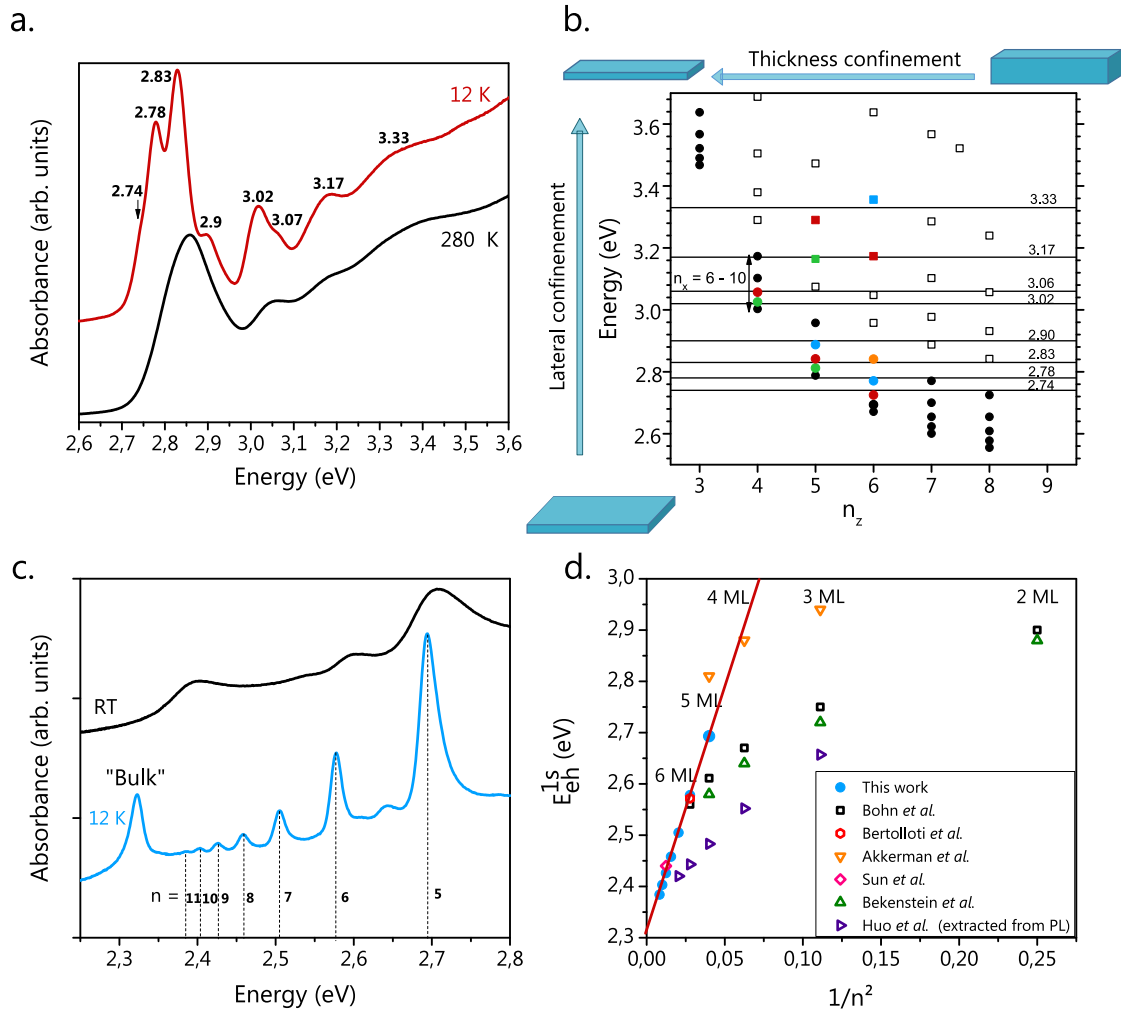 a.
Absorbance (arb. units)
2.83
2.78
2.74
2.9
3.02
3.07
3.17
3.33
12 K
280 K
2,6 2,7 2,8 2,9 3,0 3,1 3,2 3,3 3,4 3,5 3,6
Energy (eV)
b.
Thickness confinement
Lateral confinement
Energy (eV)
3.6
3.4
3.2
3.0
2.8
2.6
3.33
3.17
3.06
3.02
2.90
2.83
2.78
2.74
nₓ = 6 - 10
3 4 5 6 7 8 9
n_z
c.
Absorbance (arb. units)
RT
"Bulk"
12 K
n = 11 10 9 8 7 6 5
2,3 2,4 2,5 2,6 2,7 2,8
Energy (eV)
d.
E_eh^1s (eV)
3,0
2,9
2,8
2,7
2,6
2,5
2,4
2,3
4 ML 3 ML 2 ML
5 ML
6 ML
This work
Bohn et al.
Bertolloti et al.
Akkerman et al.
Sun et al.
Bekenstein et al.
Huo et al. (extracted from PL)
0,00 0,05 0,10 0,15 0,20 0,25
1/n²